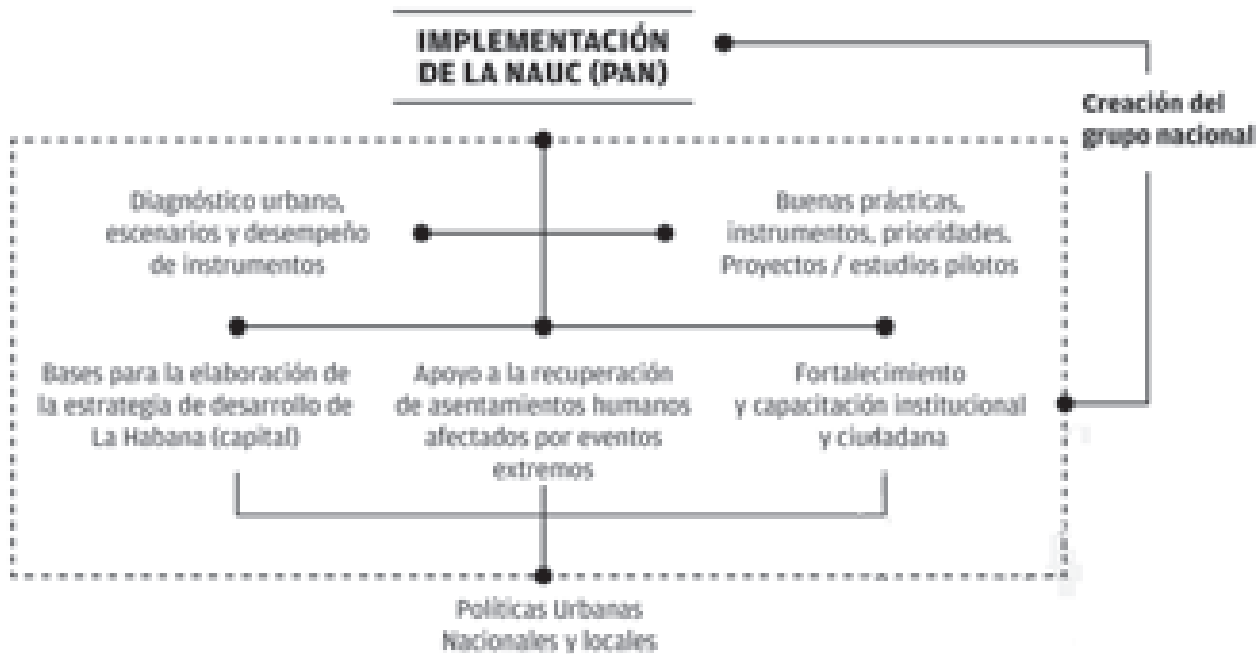 IMPLEMENTACIÓN
DE LA NAUC (PAN)
Creación del
grupo nacional
Diagnóstico urbano,
escenarios y desempeño
de instrumentos
Buenas prácticas,
instrumentos, prioridades.
Proyectos / estudios pilotos
Bases para la elaboración de
la estrategia de desarrollo de
La Habana (capital)
Apoyo a la recuperación
de asentamientos humanos
afectados por eventos
extremos
Fortalecimiento
y capacitación institucional
y ciudadana
Políticas Urbanas
Nacionales y locales